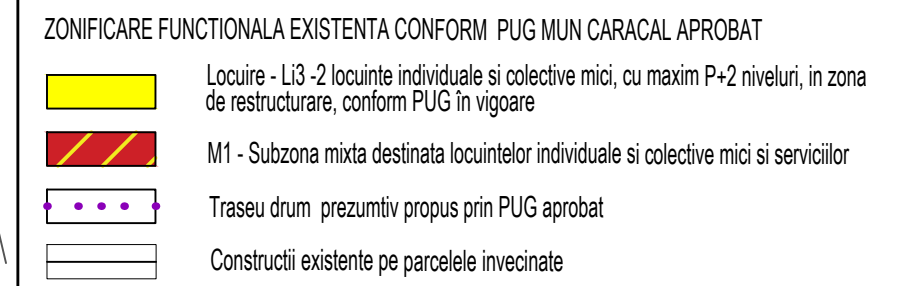 ZONIFICARE FUNCTIONALA EXISTENTA CONFORM PUG MUN CARACAL APROBAT
Locuire - Li3 -2 locuinte individuale si colective mici, cu maxim P+2 niveluri, in zona
de restructurare, conform PUG în vigoare
M1 - Subzona mixta destinata locuintelor individuale si colective mici si serviciilor
Traseu drum prezumtiv propus prin PUG aprobat
Constructii existente pe parcelele invecinate